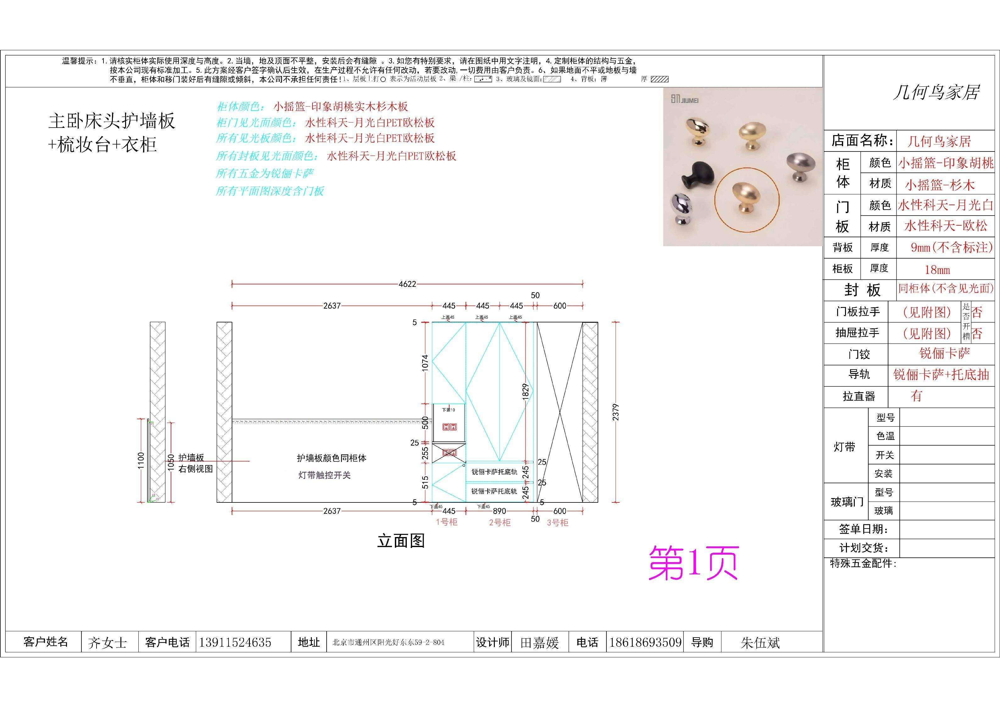 温馨提示：1.请核实柜体实际使用深度与高度。2.当墙，地及顶面不平整，安装后会有缝隙 。3.如您有特别要求，请在图纸中用文字注明，4.定制柜体的结构与五金，
按本公司现有标准加工。5.此方案经客户签字确认后生效，在生产过程不允许有任何改动，若要改动,一切费用由客户负责。6、如果地面不平或地板与墙
不垂直，柜体和移门装好后有缝隙或倾斜，本公司不承担任何责任！1、层板上打○ 表示为活动层板 2、梁 /柱： 3、玻璃及镜面： 4、背板：薄 厚
主卧床头护墙板
+梳妆台+衣柜
柜体颜色：小摇篮-印象胡桃实木杉木板
柜门见光面颜色：水性科天-月光白PET欧松板
所有见光板颜色：水性科天-月光白PET欧松板
所有封板见光面颜色：水性科天-月光白PET欧松板
所有五金为锐俪卡萨
所有平面图深度含门板
JIUMEI
4622
50
2637 445 445 445 600
上盖45 上盖45 上盖45
5
1074
1829
2379
下盖10
500
25
255
1100
1050
护墙板
右侧视图
护墙板颜色同柜体
灯带触控开关
25
锐俪卡萨托底轨
245
515
25
锐俪卡萨托底轨
245
18
5
5
下盖45 下盖45
2637 445 890 50 600
1号柜 2号柜 3号柜
立面图
第1页
几何鸟家居
店面名称： 几何鸟家居
柜体 颜色 小摇篮-印象胡桃
材质 小摇篮-杉木
门板 颜色 水性科天-月光白
材质 水性科天-欧松
背板 厚度 9mm(不含标注)
柜板 厚度 18mm
封 板 同柜体(不含见光面)
门板拉手 (见附图) 是否开槽 否
抽屉拉手 (见附图) 否
门铰 锐俪卡萨
导轨 锐俪卡萨+托底抽
拉直器 有
灯带 型号
色温
开关
安装
玻璃门 型号
玻璃
签单日期：
计划交货：
特殊五金配件：
客户姓名 齐女士 客户电话 13911524635 地址 北京市通州区阳光好东东59-2-804 设计师 田嘉媛 电话 18618693509 导购 朱伍斌